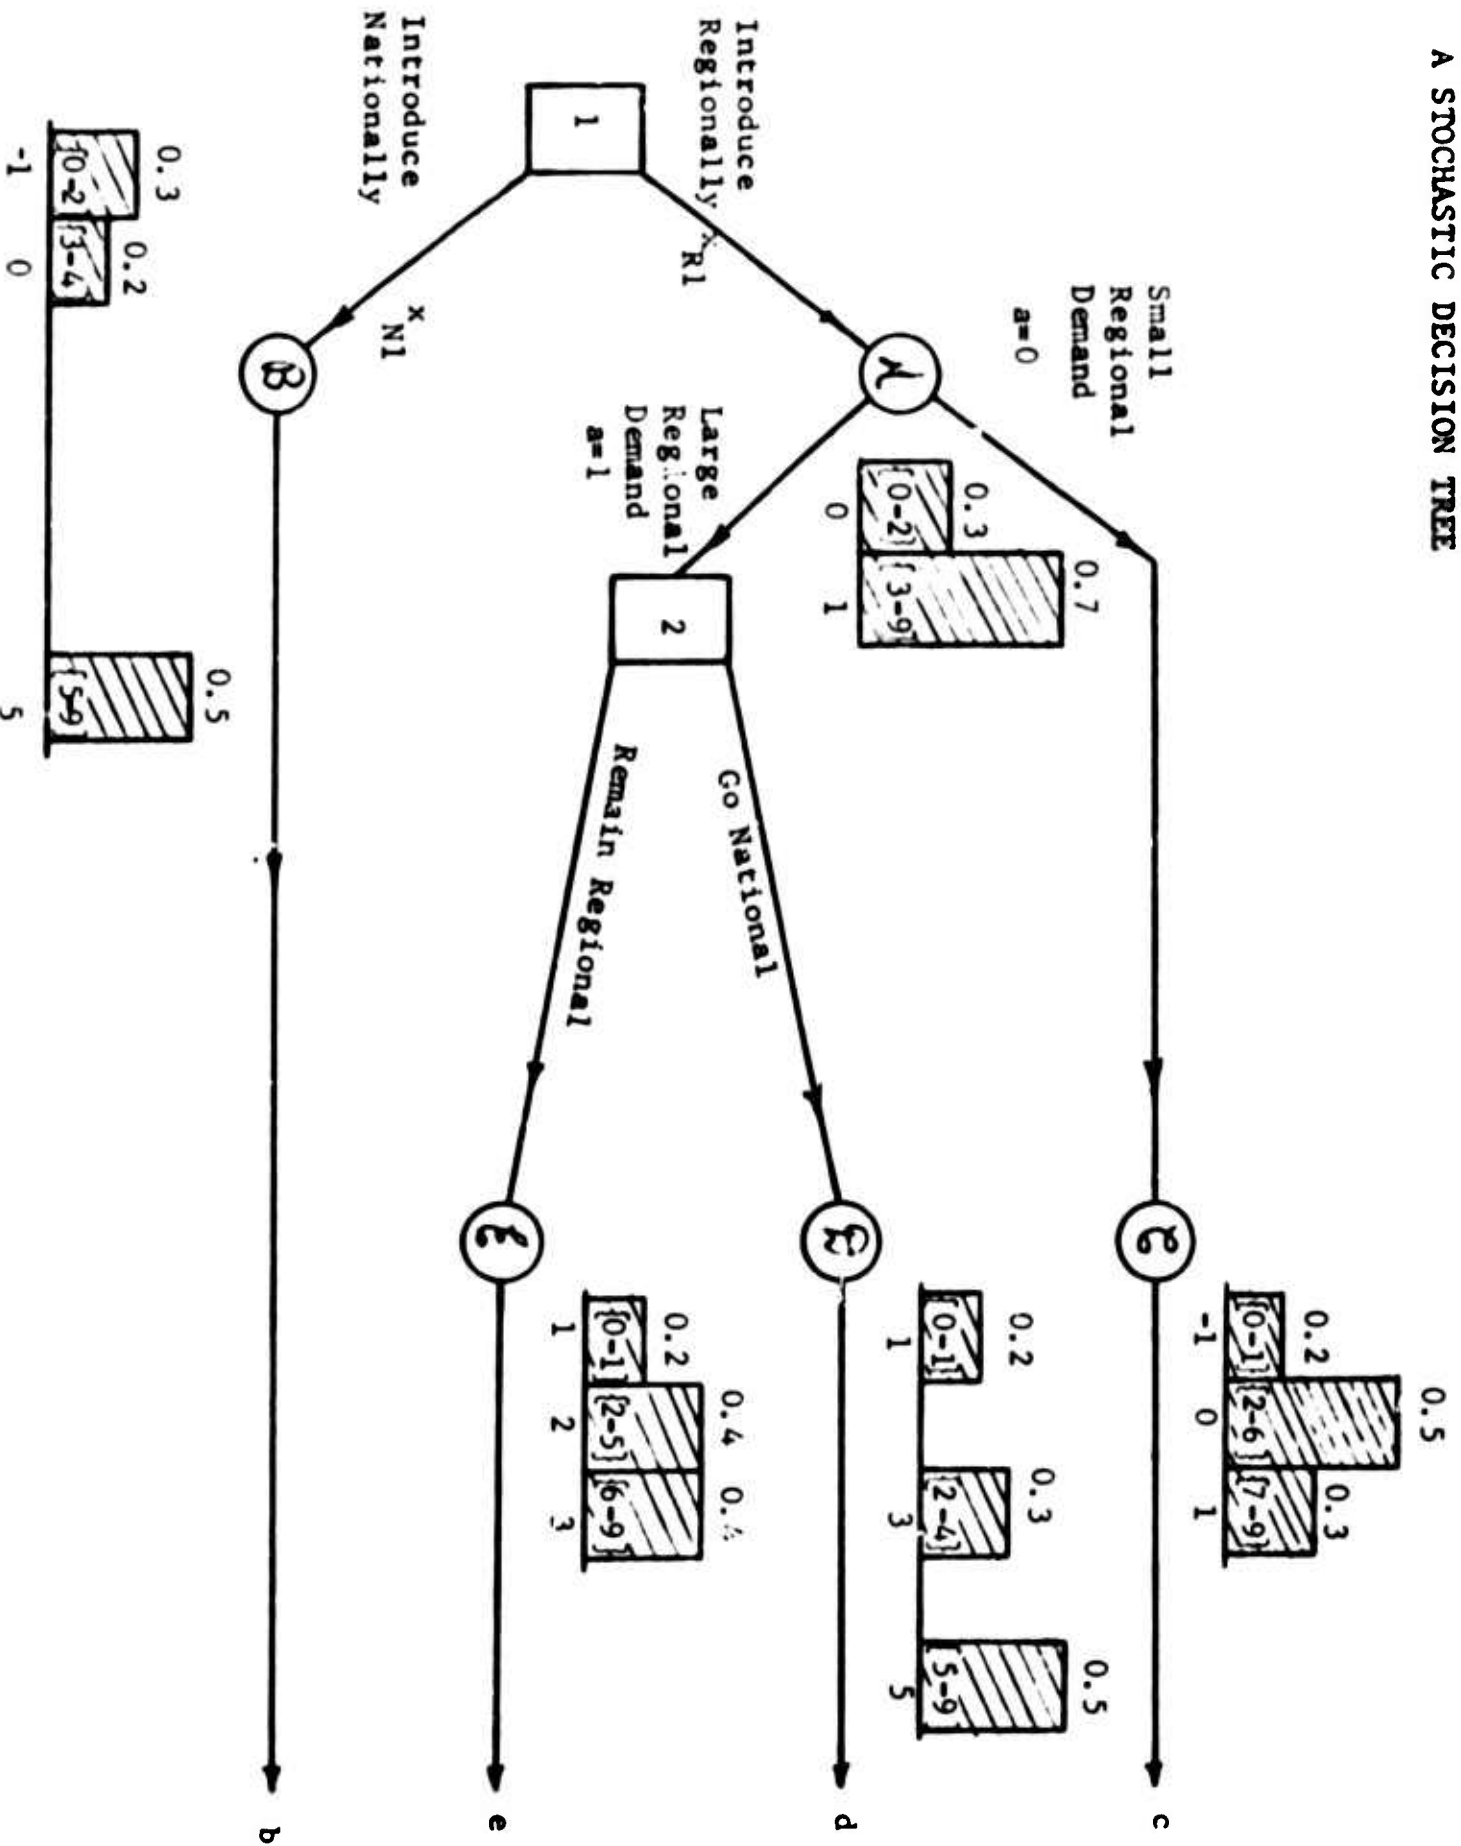 A STOCHASTIC DECISION TREE
Small
Regional
Demand
a=0
0.5
0.2
0.3
[0-1]
[2-6]
[7-9]
-1
0
1
C
c
Introduce
Regionally
x
R1
A
0.3
0.7
[0-2]
[3-9]
0
1
1
Large
Regional
Demand
a=1
2
Go National
0.2
0.3
0.5
[0-1]
[2-4]
5-9
1
3
5
d
Remain Regional
0.2
0.4
[0-1]
[2-5]
[6-9]
1
2
3
e
Introduce
Nationally
x
N1
B
b
0.3
0.2
0.5
[0-2]
[3-4]
[5-9]
-1
0
5